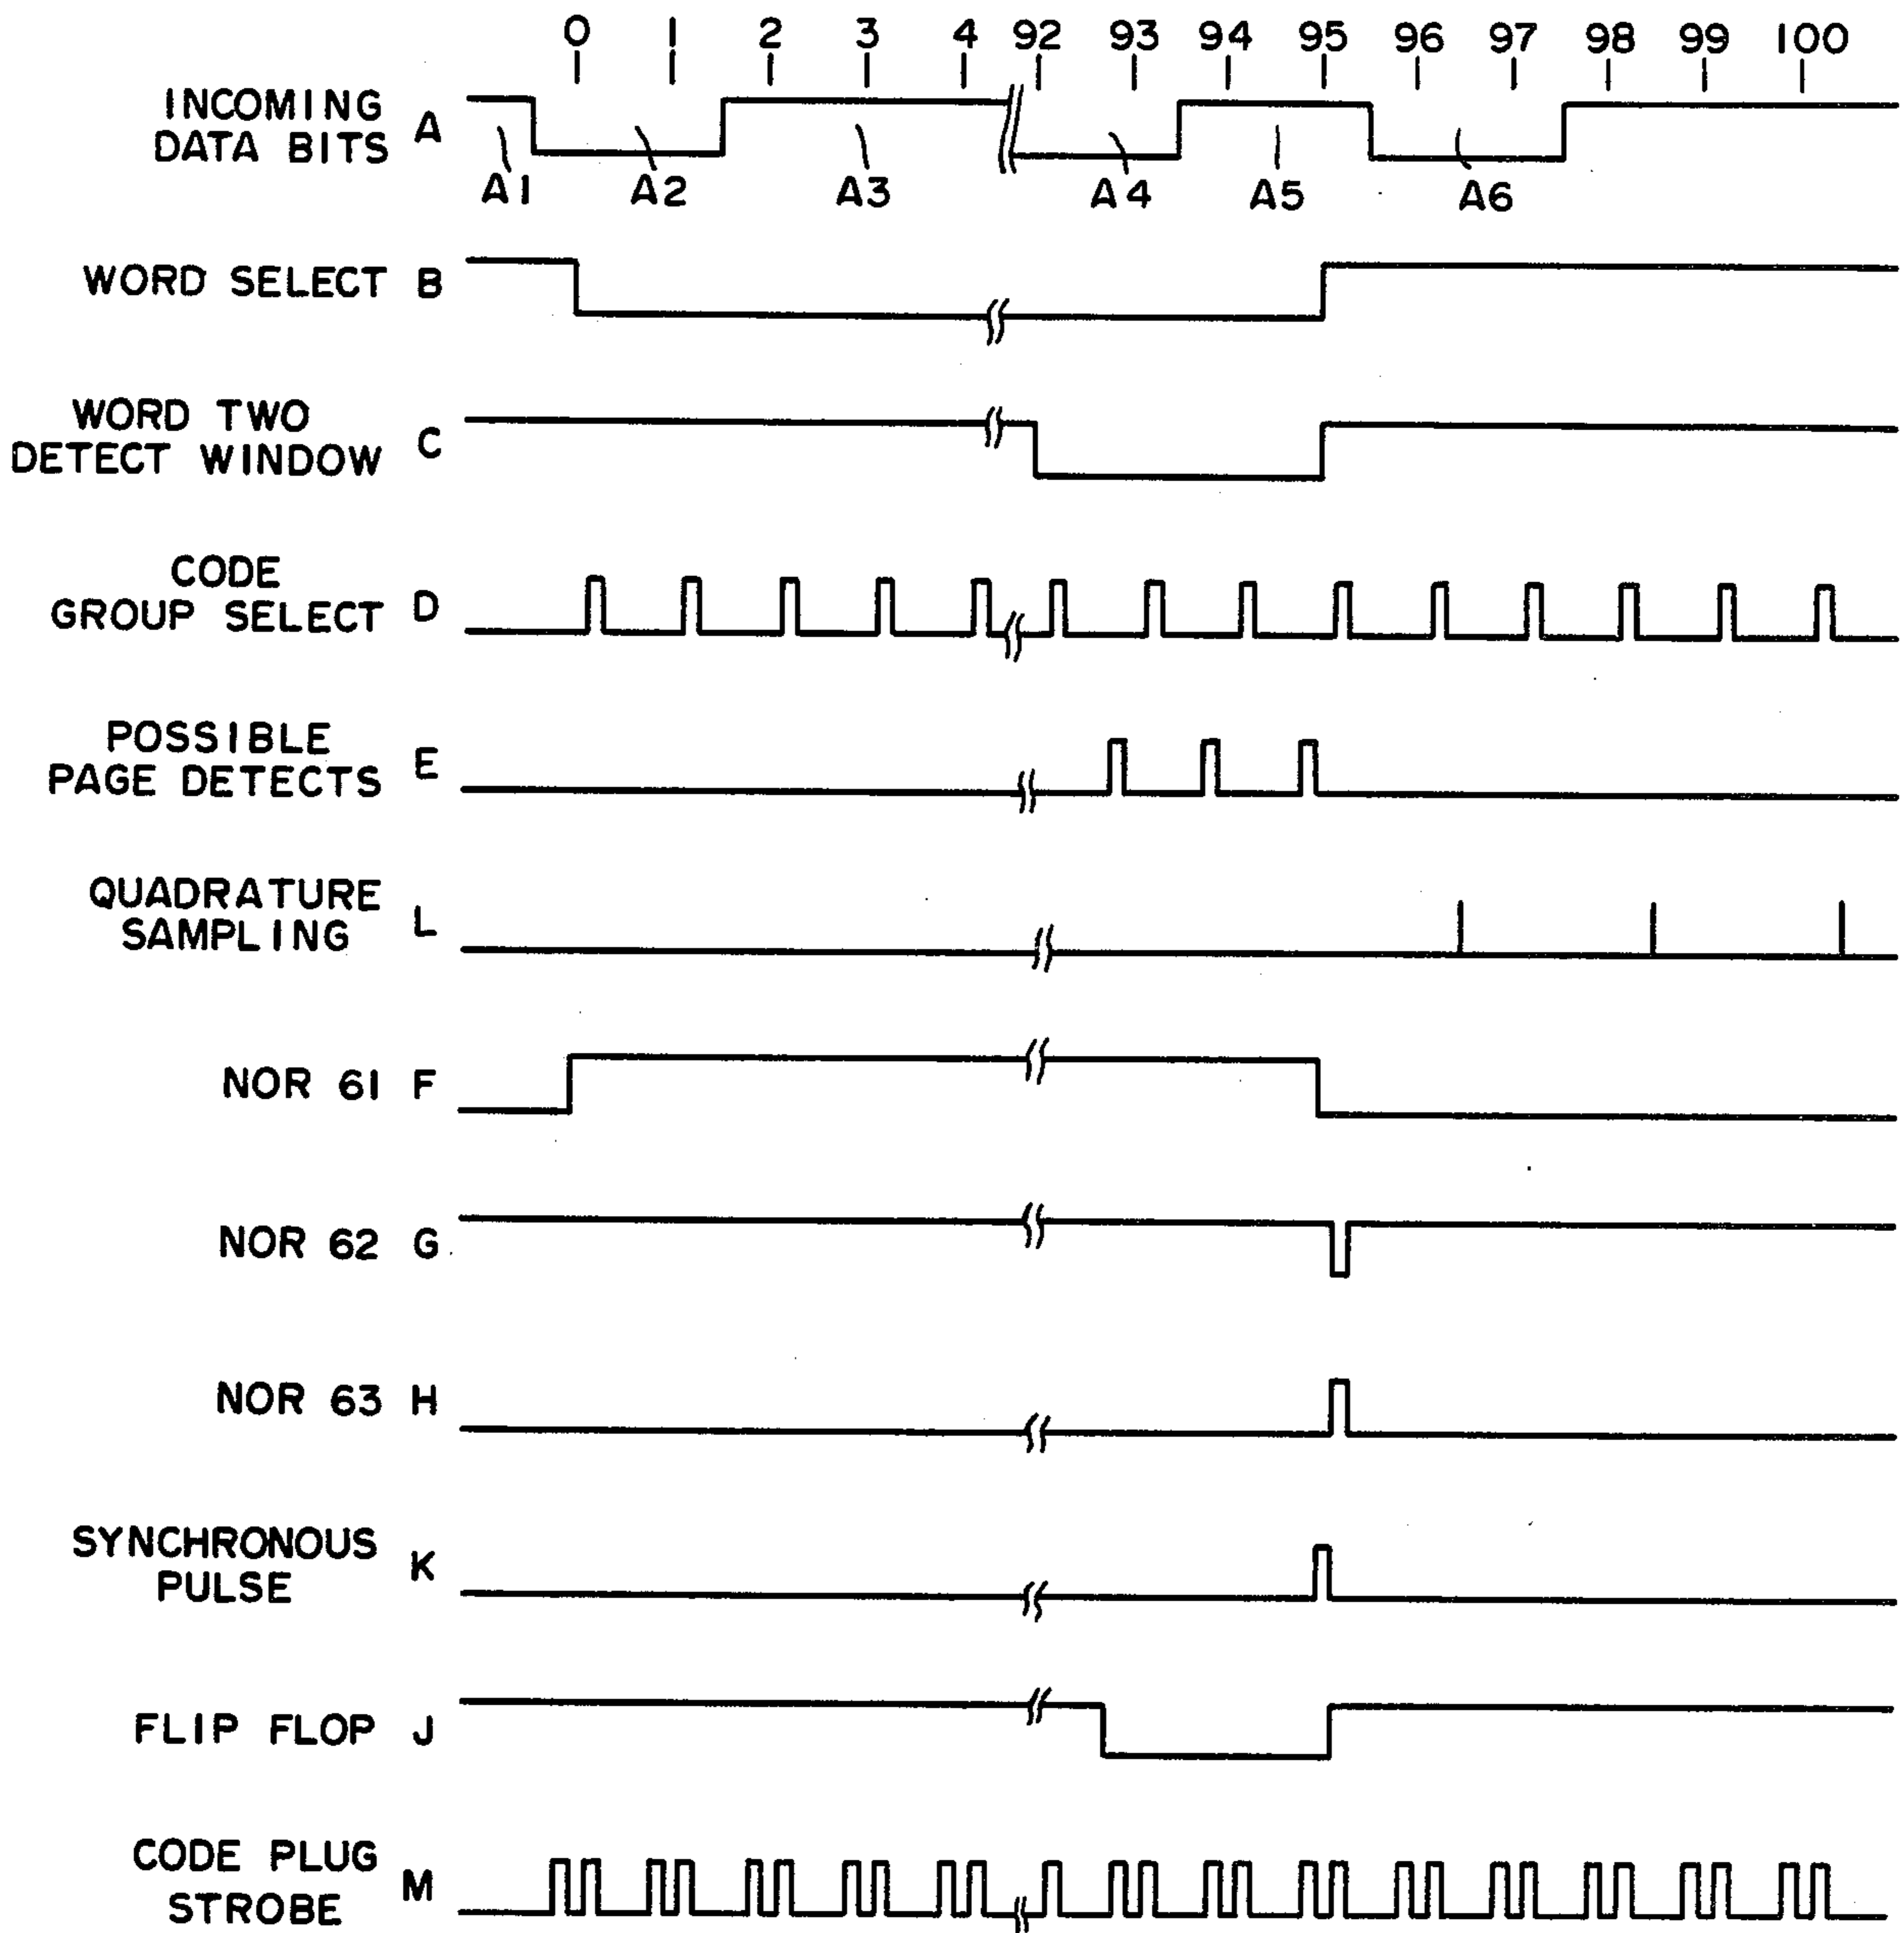 0 1 2 3 4 92 93 94 95 96 97 98 99 100
INCOMING
DATA BITS A
A1 A2 A3 A4 A5 A6
WORD SELECT B
WORD TWO
DETECT WINDOW C
CODE
GROUP SELECT D
POSSIBLE
PAGE DETECTS E
QUADRATURE
SAMPLING L
NOR 61 F
NOR 62 G
NOR 63 H
SYNCHRONOUS
PULSE K
FLIP FLOP J
CODE PLUG
STROBE M